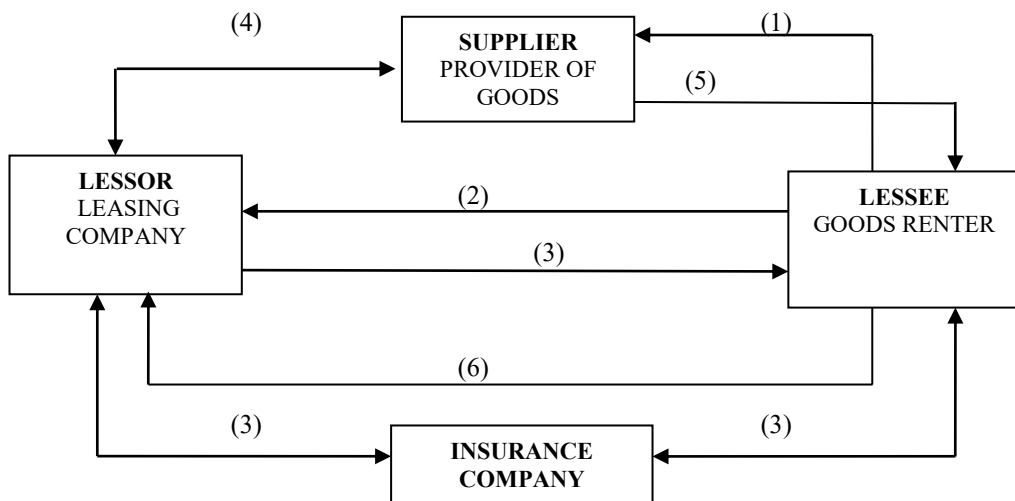 (4)
(1)
SUPPLIER
PROVIDER OF
GOODS
(5)
LESSOR
LEASING
COMPANY
(2)
LESSEE
GOODS RENTER
(3)
(6)
(3)
(3)
INSURANCE
COMPANY